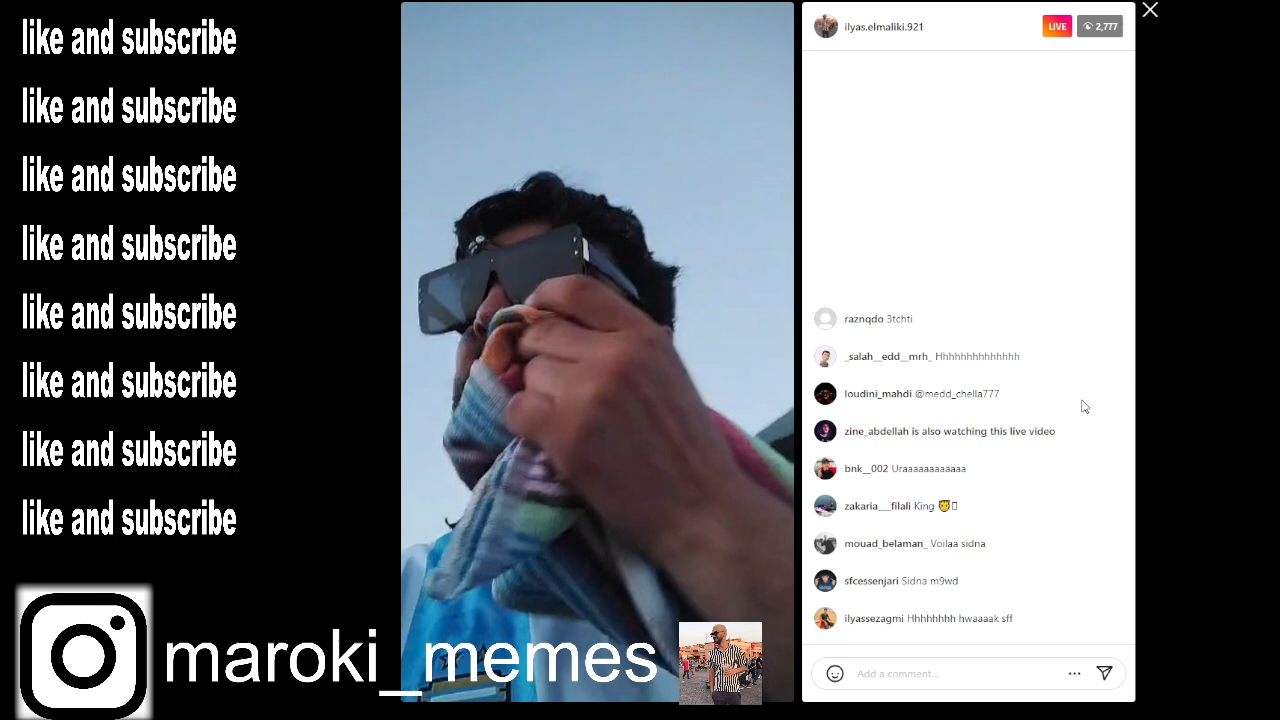 like and subscribe
like and subscribe
like and subscribe
like and subscribe
like and subscribe
like and subscribe
like and subscribe
like and subscribe
maroki_memes
ilyas.elmaliki.921
LIVE
2,777
raznqdo 3tchti
_salah__edd__mrh_ Hhhhhhhhhhhhhh
loudini_mahdi @medd_chella777
zine_abdellah is also watching this live video
bnk__002 Uraaaaaaaaaaa
zakaria___filali King
mouad_belaman_ Voilaa sidna
sfcessenjari Sidna m9wd
ilyassezagmi Hhhhhhhh hwaaaak sff
Add a comment...